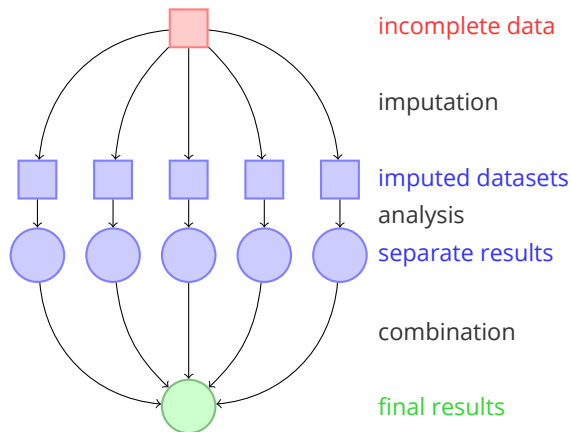 incomplete data
imputation
imputed datasets
analysis
separate results
combination
final results